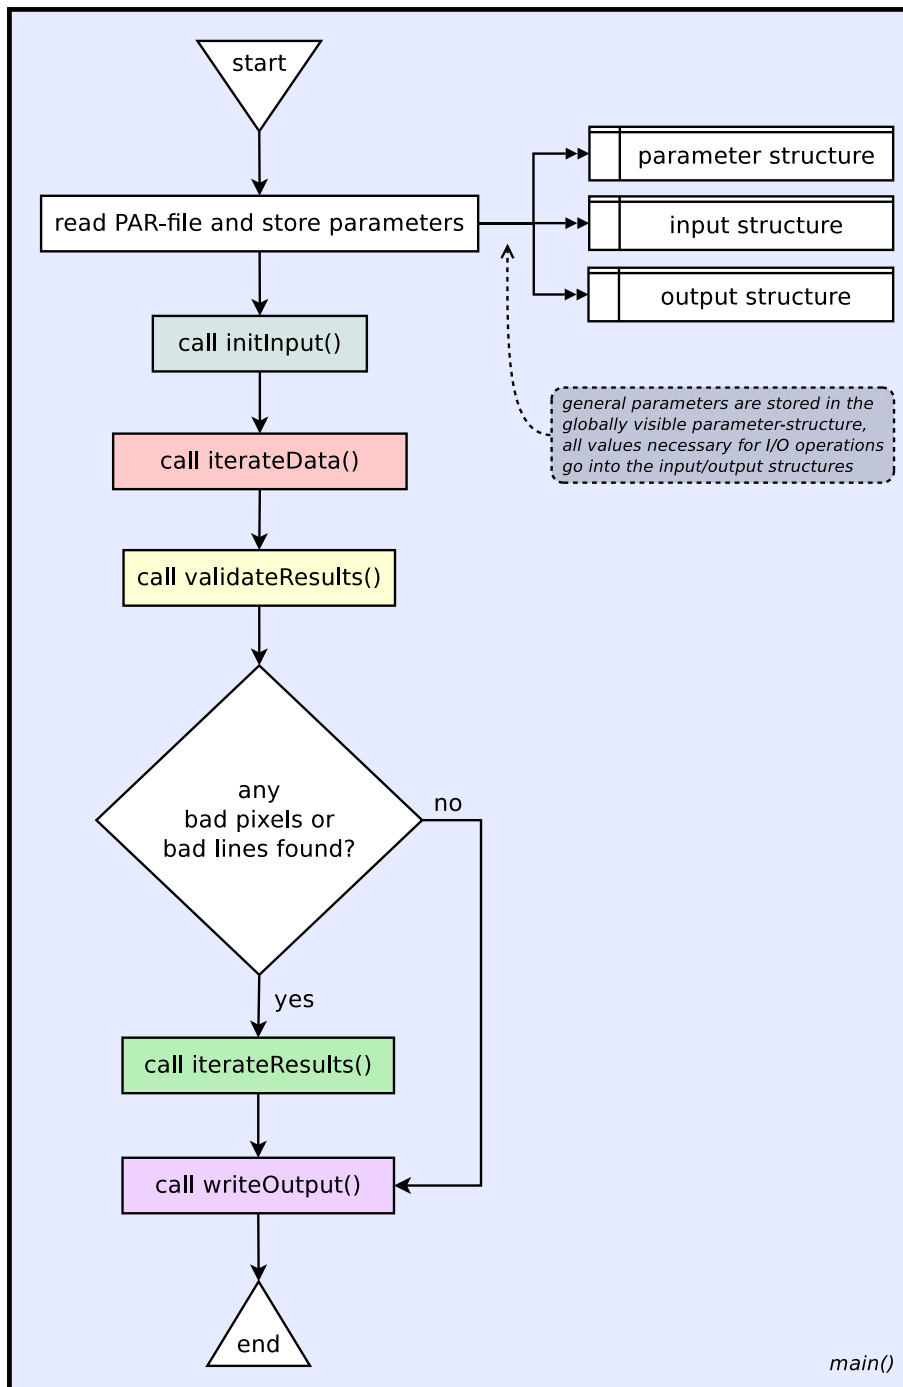 start
parameter structure
read PAR-file and store parameters
input structure
output structure
call initInput()
general parameters are stored in the
globally visible parameter-structure,
all values necessary for I/O operations
go into the input/output structures
call iterateData()
call validateResults()
any
bad pixels or
bad lines found?
no
yes
call iterateResults()
call writeOutput()
end
main()